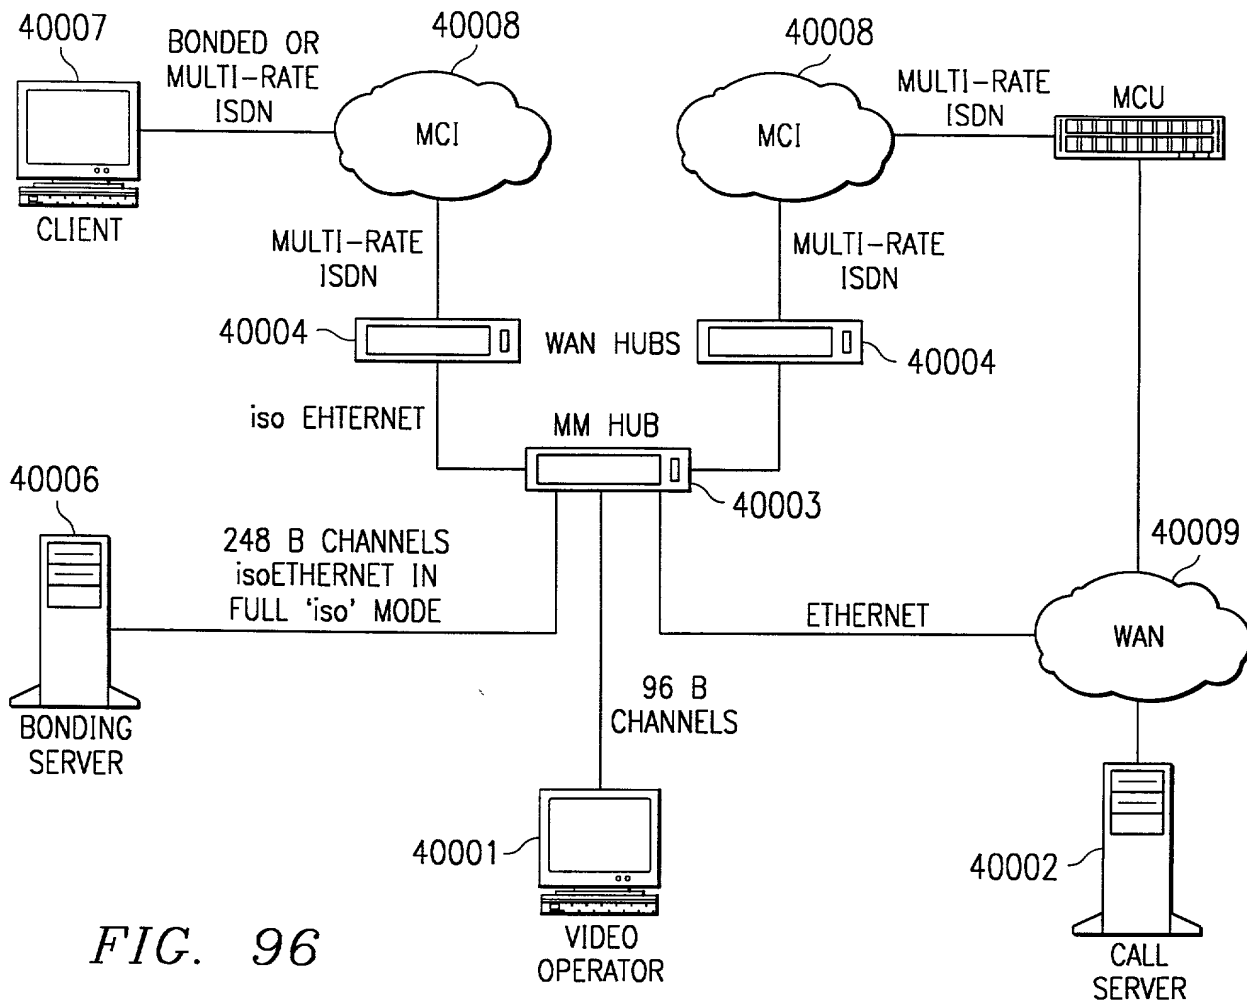 40007
BONDED OR
MULTI-RATE
ISDN
40008
MCI
40008
MCI
MULTI-RATE
ISDN
MCU
CLIENT
MULTI-RATE
ISDN
MULTI-RATE
ISDN
40004
WAN HUBS
40004
iso EHTERNET
MM HUB
40003
40006
248 B CHANNELS
isoETHERNET IN
FULL 'iso' MODE
BONDING
SERVER
ETHERNET
40009
WAN
96 B
CHANNELS
40001
VIDEO
OPERATOR
40002
CALL
SERVER
FIG. 96